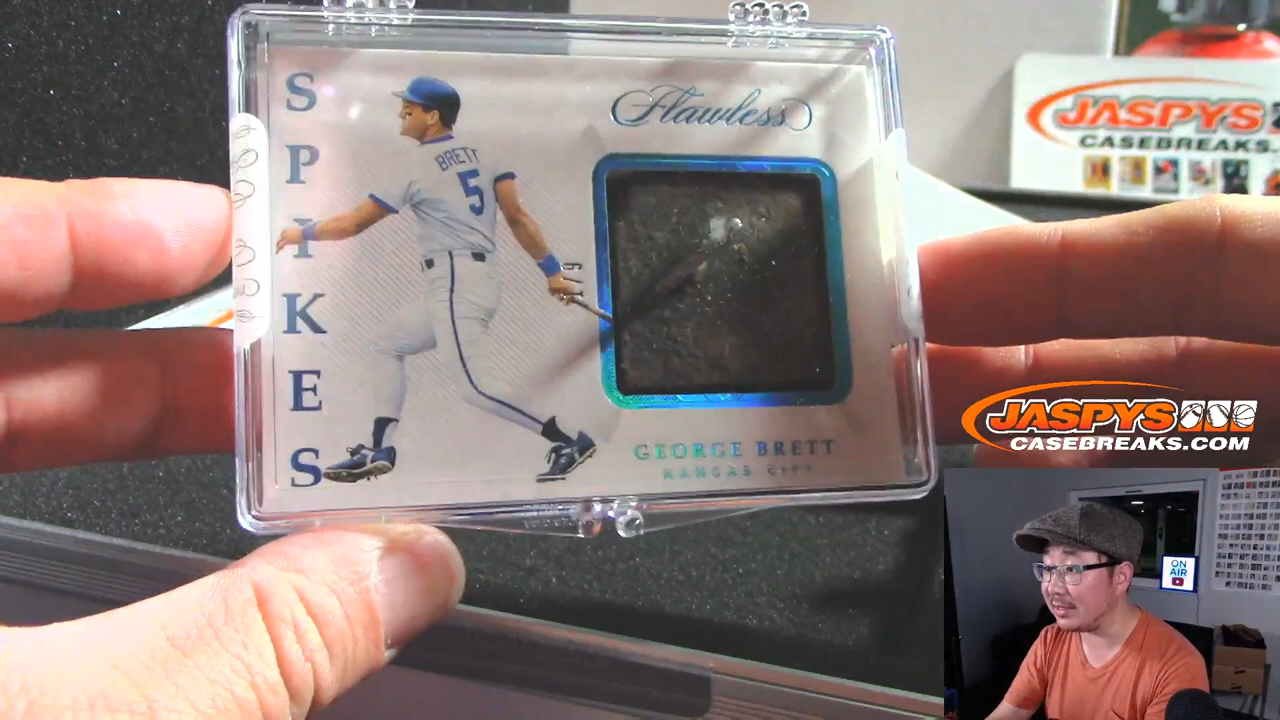 SPIKES
Flawless
BRETT
5
GEORGE BRETT
KANSAS CITY
JASPYS
CASEBREAKS.
JASPYS
CASEBREAKS.COM
ON
AIR